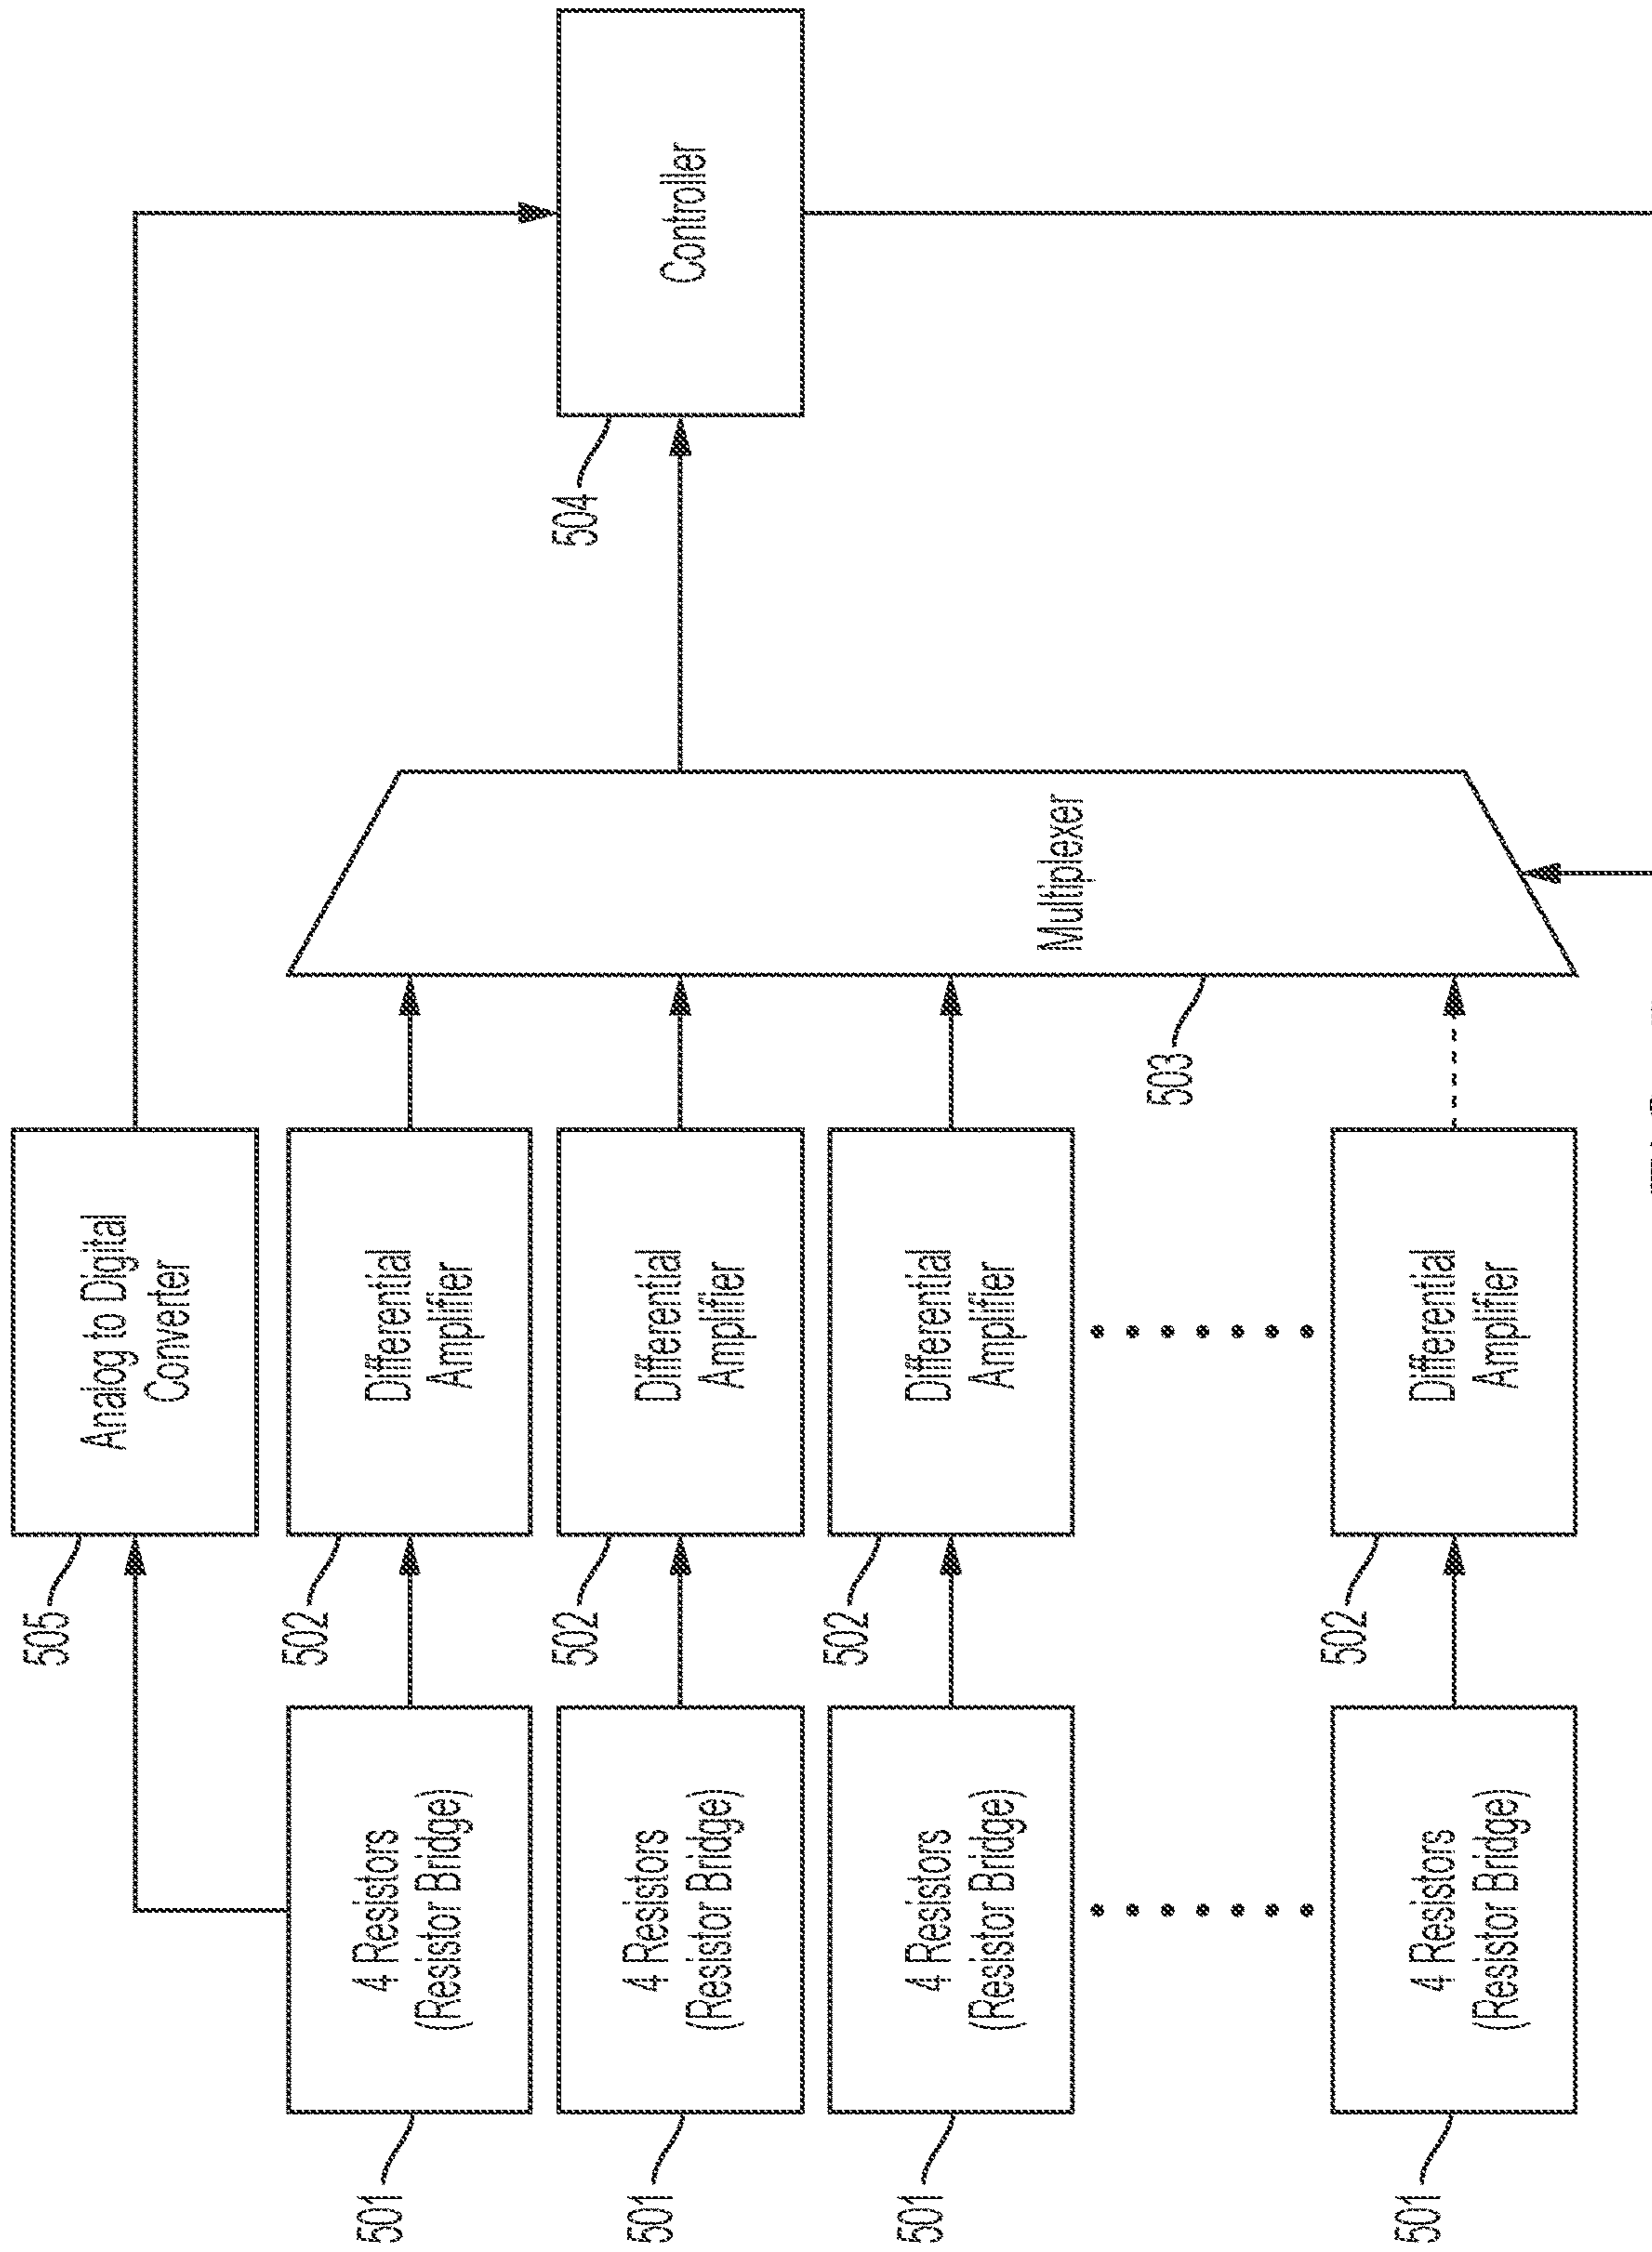 505
Analog to Digital
Converter
501
4 Resistors
(Resistor Bridge)
502
Differential
Amplifier
501
4 Resistors
(Resistor Bridge)
502
Differential
Amplifier
504
Controller
501
4 Resistors
(Resistor Bridge)
502
Differential
Amplifier
503
Multiplexer
501
4 Resistors
(Resistor Bridge)
502
Differential
Amplifier